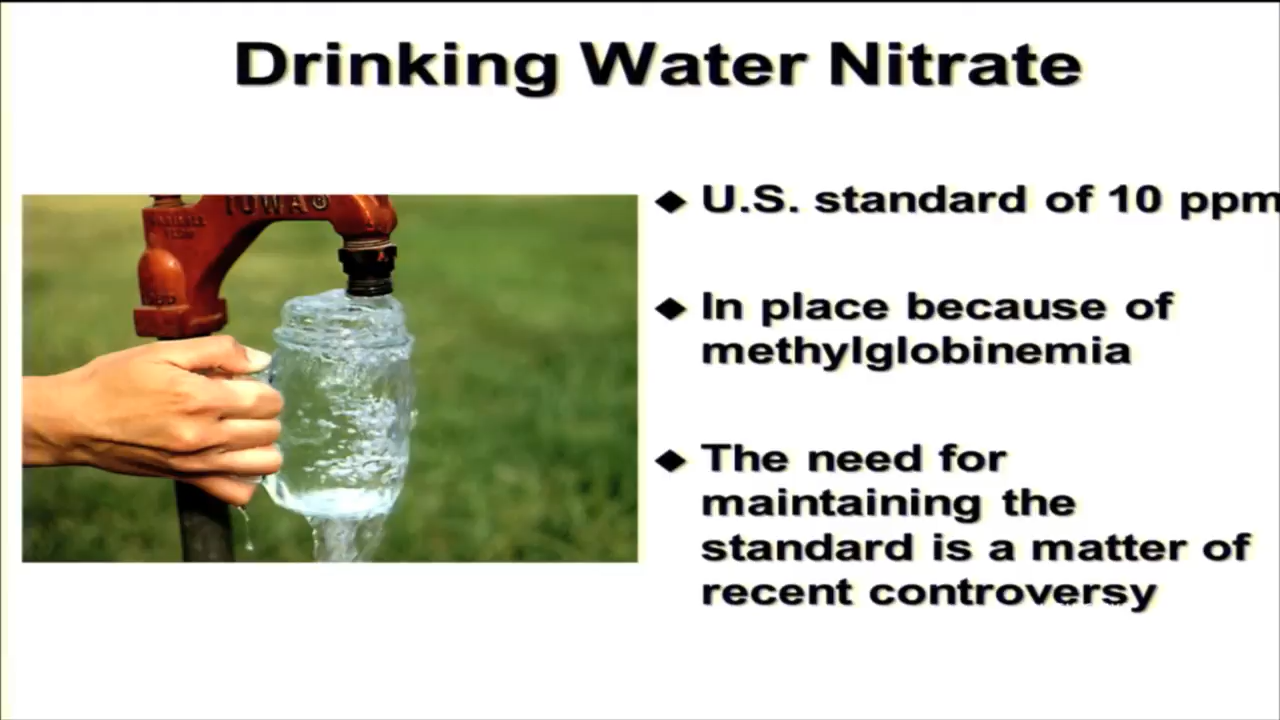 Drinking Water Nitrate
IOWA®
◆ U.S. standard of 10 ppm
◆ In place because of
methylglobinemia
◆ The need for
maintaining the
standard is a matter of
recent controversy